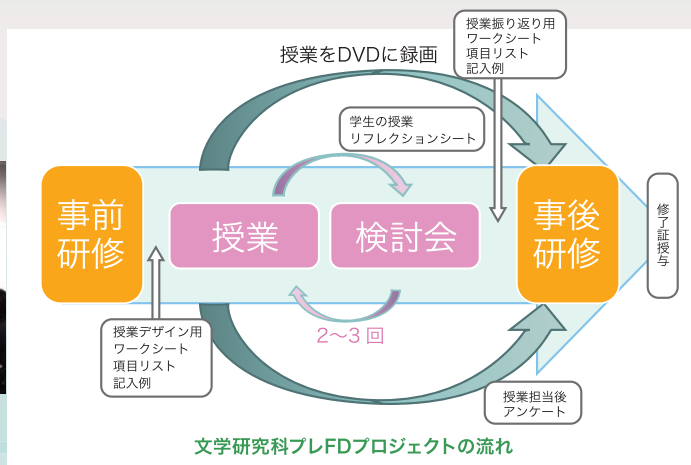 授業振り返り用
ワークシート
項目リスト
記入例
授業をDVDに録画
学生の授業
リフレクションシート
事前
研修
授業
検討会
事後
研修
修了証授与
2～3 回
授業デザイン用
ワークシート
項目リスト
記入例
授業担当後
アンケート
文学研究科プレFDプロジェクトの流れ